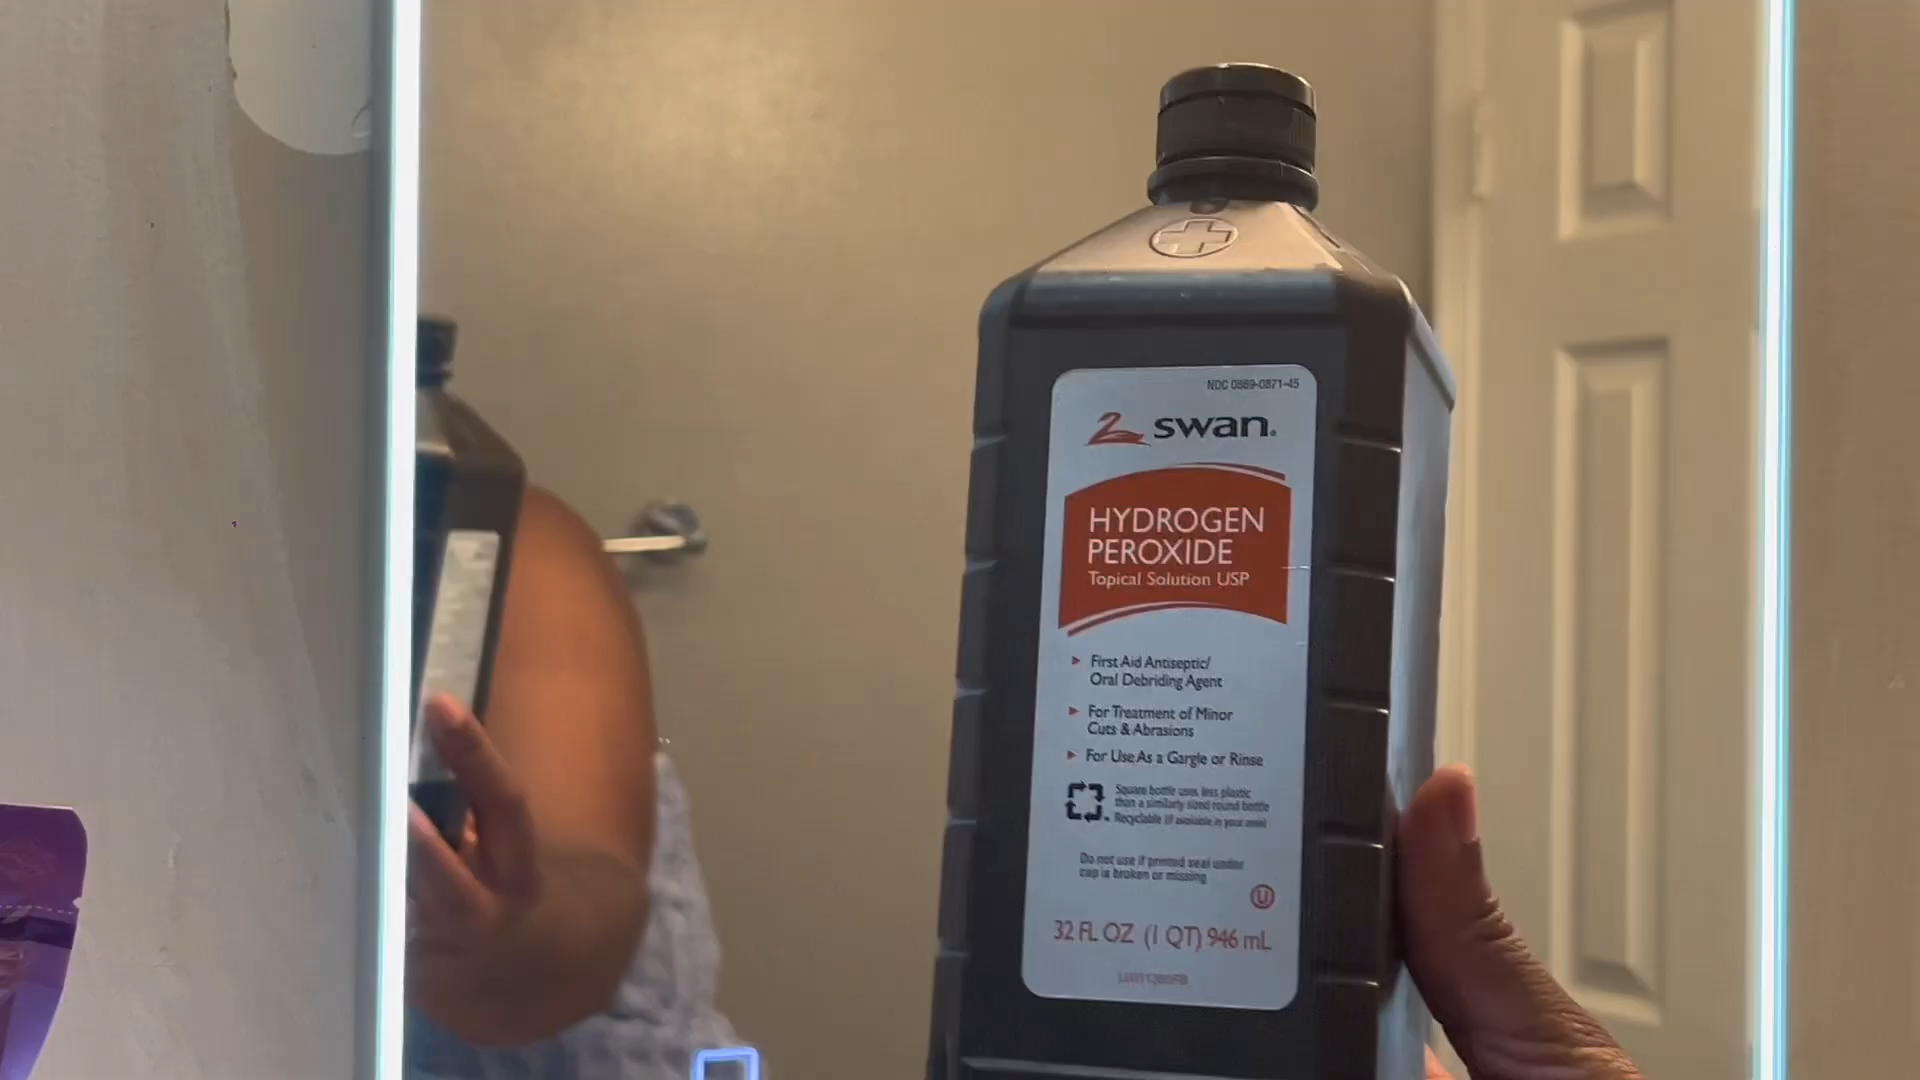 NDC 0869-0871-45
swan
HYDROGEN
PEROXIDE
Topical Solution USP
First Aid Antiseptic/
Oral Debriding Agent
For Treatment of Minor
Cuts & Abrasions
For Use As a Gargle or Rinse
Square bottle uses less plastic
than a similarly sized round bottle
Recyclable (if available in your area)
Do not use if printed seal under
cap is broken or missing
U
32 FL OZ (1 QT) 946 mL